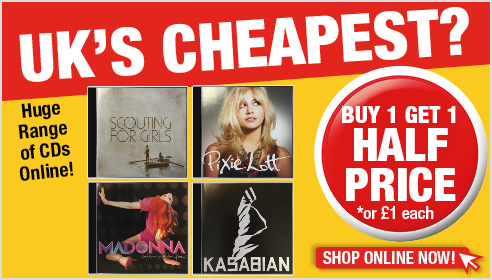 UK'S CHEAPEST?
Huge
Range
of CDs
Online!
SCOUTING
FOR GIRLS
Pixie Lott
MADONNA
KASABIAN
BUY 1 GET 1
HALF
PRICE
*or £1 each
SHOP ONLINE NOW!